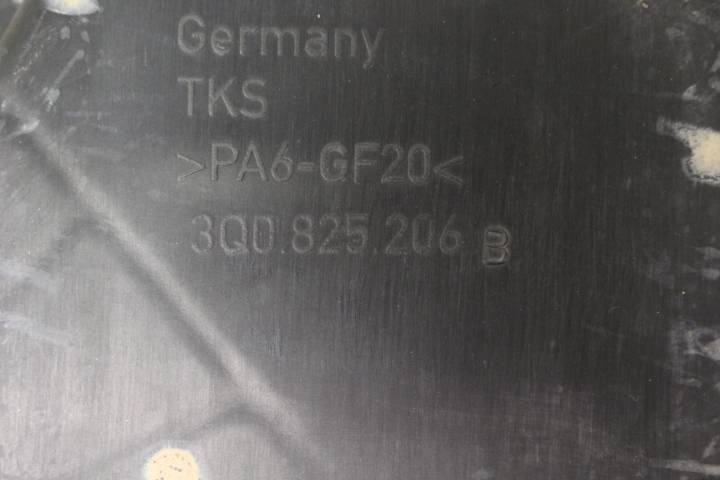 Germany
TKS
>PA6-GF20<
3Q0.825.206 B